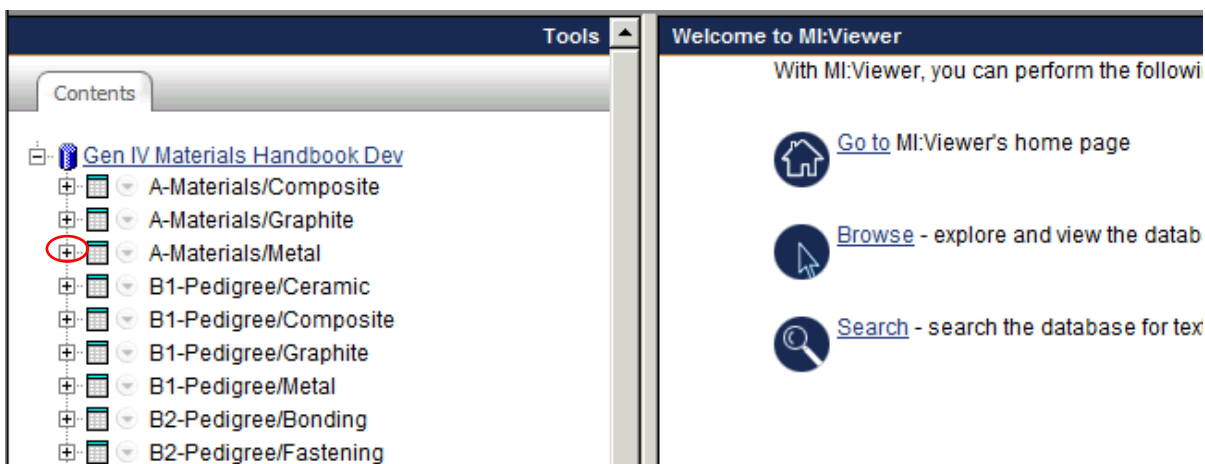 Tools
Contents
Gen IV Materials Handbook Dev
A-Materials/Composite
A-Materials/Graphite
A-Materials/Metal
B1-Pedigree/Ceramic
B1-Pedigree/Composite
B1-Pedigree/Graphite
B1-Pedigree/Metal
B2-Pedigree/Bonding
B2-Pedigree/Fastening
Welcome to MI:Viewer
With MI:Viewer, you can perform the followi
Go to MI:Viewer's home page
Browse - explore and view the datab
Search - search the database for tex